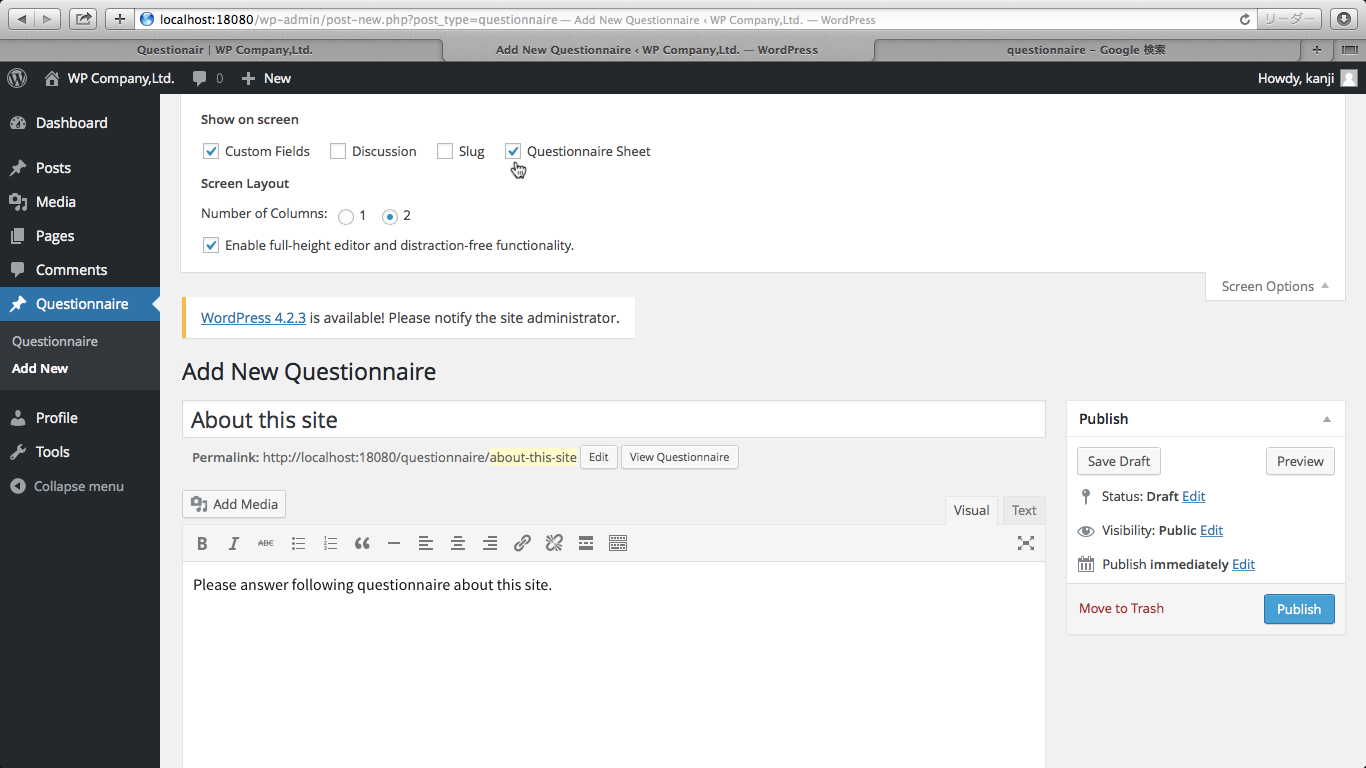 localhost:18080/wp-admin/post-new.php?post_type=questionnaire — Add New Questionnaire ‹ WP Company,Ltd. — WordPress
リーダー
Questionair | WP Company,Ltd.
Add New Questionnaire ‹ WP Company,Ltd. — WordPress
questionnaire - Google 検索
WP Company,Ltd.
0
New
Howdy, kanji
Dashboard
Posts
Media
Pages
Comments
Questionnaire
Questionnaire
Add New
Profile
Tools
Collapse menu
Show on screen
Custom Fields
Discussion
Slug
Questionnaire Sheet
Screen Layout
Number of Columns: 1 2
Enable full-height editor and distraction-free functionality.
Screen Options
WordPress 4.2.3 is available! Please notify the site administrator.
Add New Questionnaire
About this site
Permalink: http://localhost:18080/questionnaire/about-this-site
Edit
View Questionnaire
Add Media
Visual
Text
B I ABC
Please answer following questionnaire about this site.
Publish
Save Draft
Preview
Status: Draft Edit
Visibility: Public Edit
Publish immediately Edit
Move to Trash
Publish